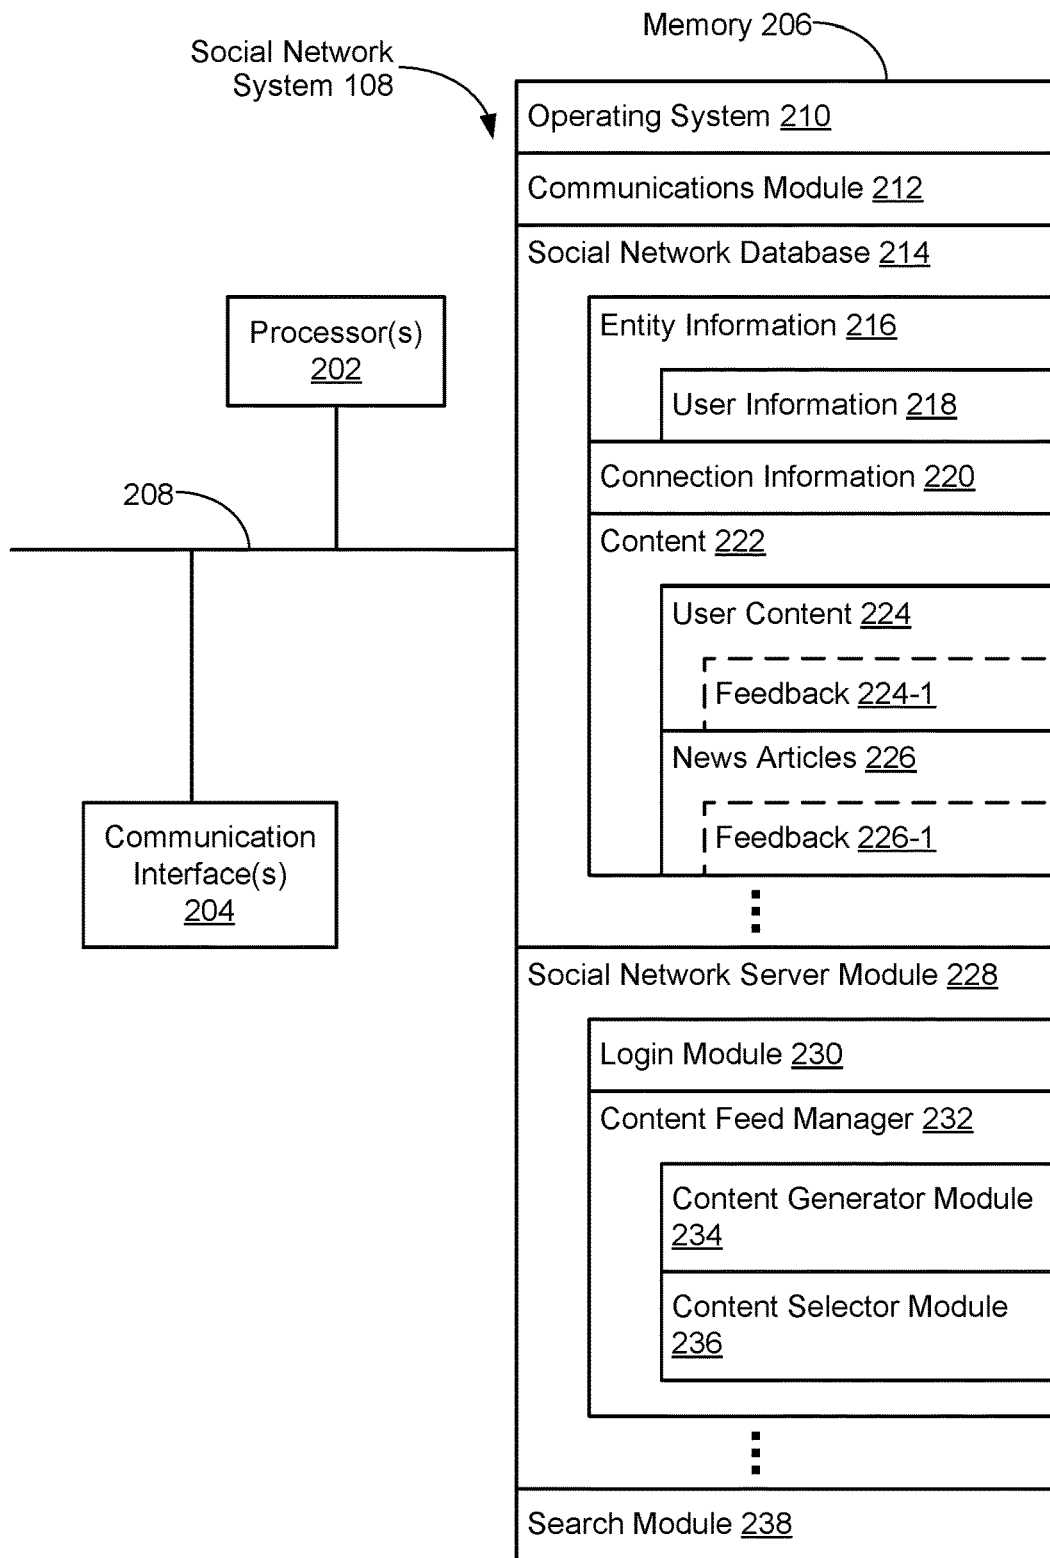 Memory 206
Social Network
System 108
Operating System 210
Communications Module 212
Social Network Database 214
Processor(s)
202
Entity Information 216
User Information 218
Connection Information 220
208
Content 222
User Content 224
Feedback 224-1
News Articles 226
Feedback 226-1
Communication
Interface(s)
204
Social Network Server Module 228
Login Module 230
Content Feed Manager 232
Content Generator Module
234
Content Selector Module
236
Search Module 238